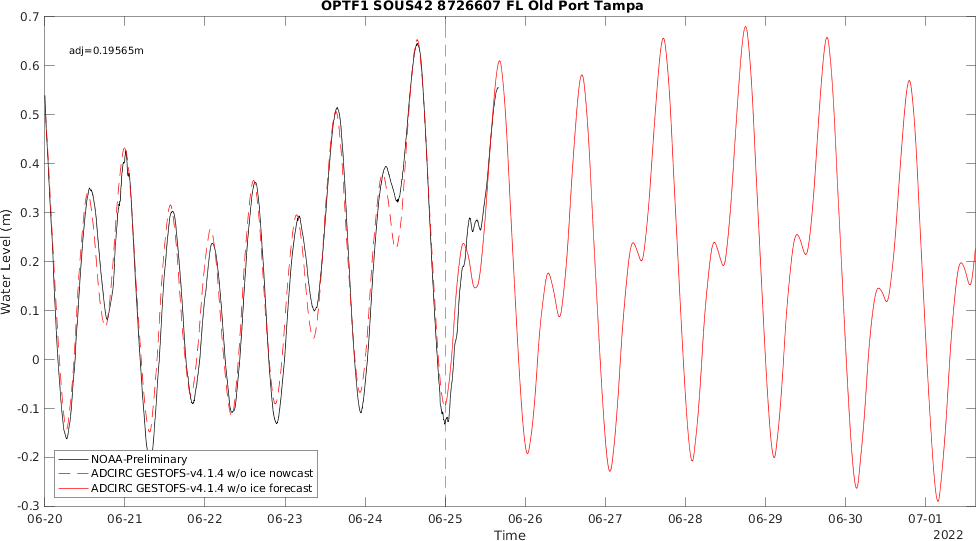 OPTF1 SOUS42 8726607 FL Old Port Tampa
adj=0.19565m
Water Level (m)
0.7
0.6
0.5
0.4
0.3
0.2
0.1
0
-0.1
-0.2
-0.3
NOAA-Preliminary
ADCIRC GESTOFS-v4.1.4 w/o ice nowcast
ADCIRC GESTOFS-v4.1.4 w/o ice forecast
06-20 06-21 06-22 06-23 06-24 06-25 06-26 06-27 06-28 06-29 06-30 07-01
Time
2022